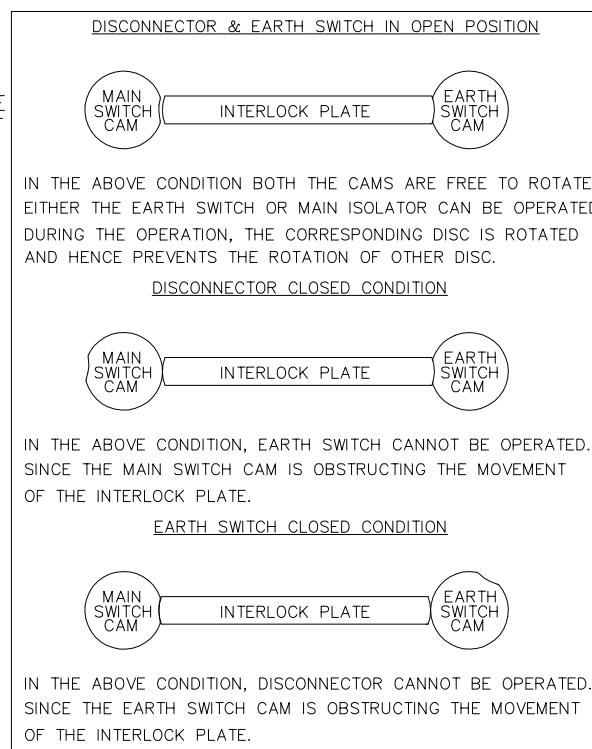 DISCONNECTOR & EARTH SWITCH IN OPEN POSITION
MAIN
SWITCH
CAM
INTERLOCK PLATE
EARTH
SWITCH
CAM
IN THE ABOVE CONDITION BOTH THE CAMS ARE FREE TO ROTATE
EITHER THE EARTH SWITCH OR MAIN ISOLATOR CAN BE OPERATED
DURING THE OPERATION, THE CORRESPONDING DISC IS ROTATED
AND HENCE PREVENTS THE ROTATION OF OTHER DISC.
DISCONNECTOR CLOSED CONDITION
MAIN
SWITCH
CAM
INTERLOCK PLATE
EARTH
SWITCH
CAM
IN THE ABOVE CONDITION, EARTH SWITCH CANNOT BE OPERATED.
SINCE THE MAIN SWITCH CAM IS OBSTRUCTING THE MOVEMENT
OF THE INTERLOCK PLATE.
EARTH SWITCH CLOSED CONDITION
MAIN
SWITCH
CAM
INTERLOCK PLATE
EARTH
SWITCH
CAM
IN THE ABOVE CONDITION, DISCONNECTOR CANNOT BE OPERATED.
SINCE THE EARTH SWITCH CAM IS OBSTRUCTING THE MOVEMENT
OF THE INTERLOCK PLATE.